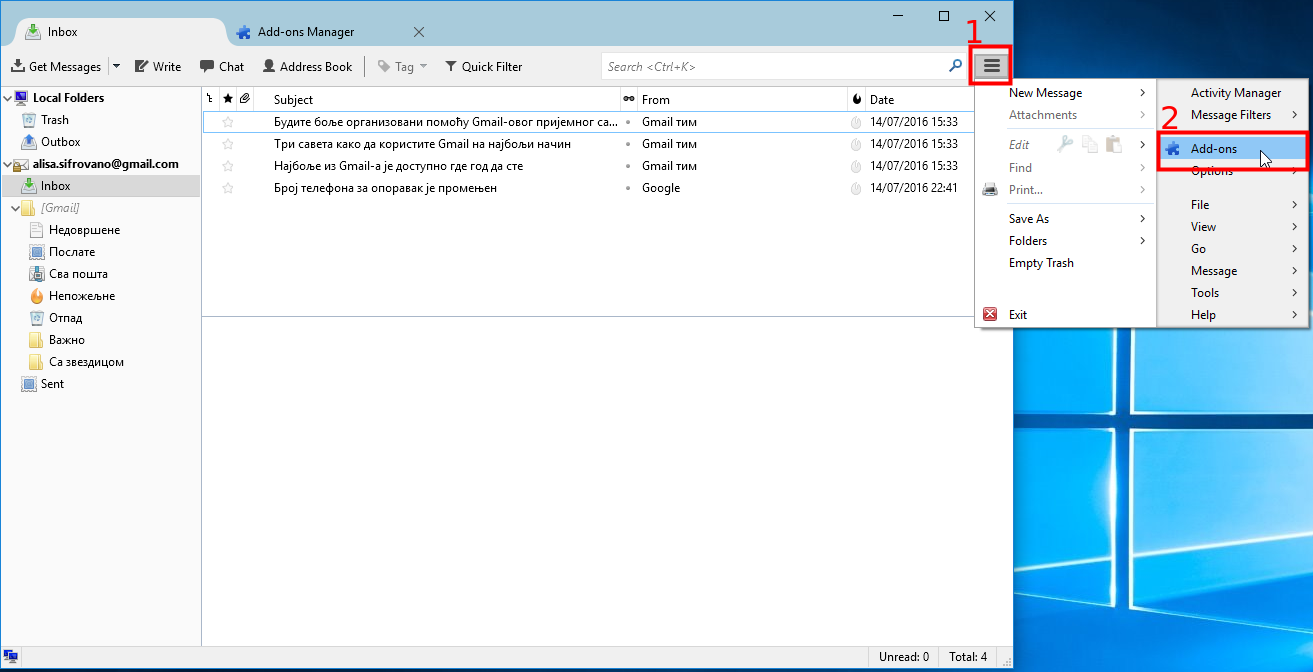 Inbox
Add-ons Manager
1
Get Messages
Write
Chat
Address Book
Tag
Quick Filter
Search <Ctrl+K>
Local Folders
Trash
Outbox
alisa.sifrovano@gmail.com
Inbox
[Gmail]
Недовршене
Послате
Сва пошта
Непожељне
Отпад
Важно
Са звездицом
Sent
Subject From Date
Будите боље организовани помоћу Gmail-овог пријемног са... Gmail тим 14/07/2016 15:33
Три савета како да користите Gmail на најбољи начин Gmail тим 14/07/2016 15:33
Најбоље из Gmail-а је доступно где год да сте Gmail тим 14/07/2016 15:33
Број телефона за опоравак је промењен Google 14/07/2016 22:41
New Message
Attachments
Edit
Find
Print...
Save As
Folders
Empty Trash
Exit
Activity Manager
2
Message Filters
Add-ons
Options
File
View
Go
Message
Tools
Help
Unread: 0
Total: 4